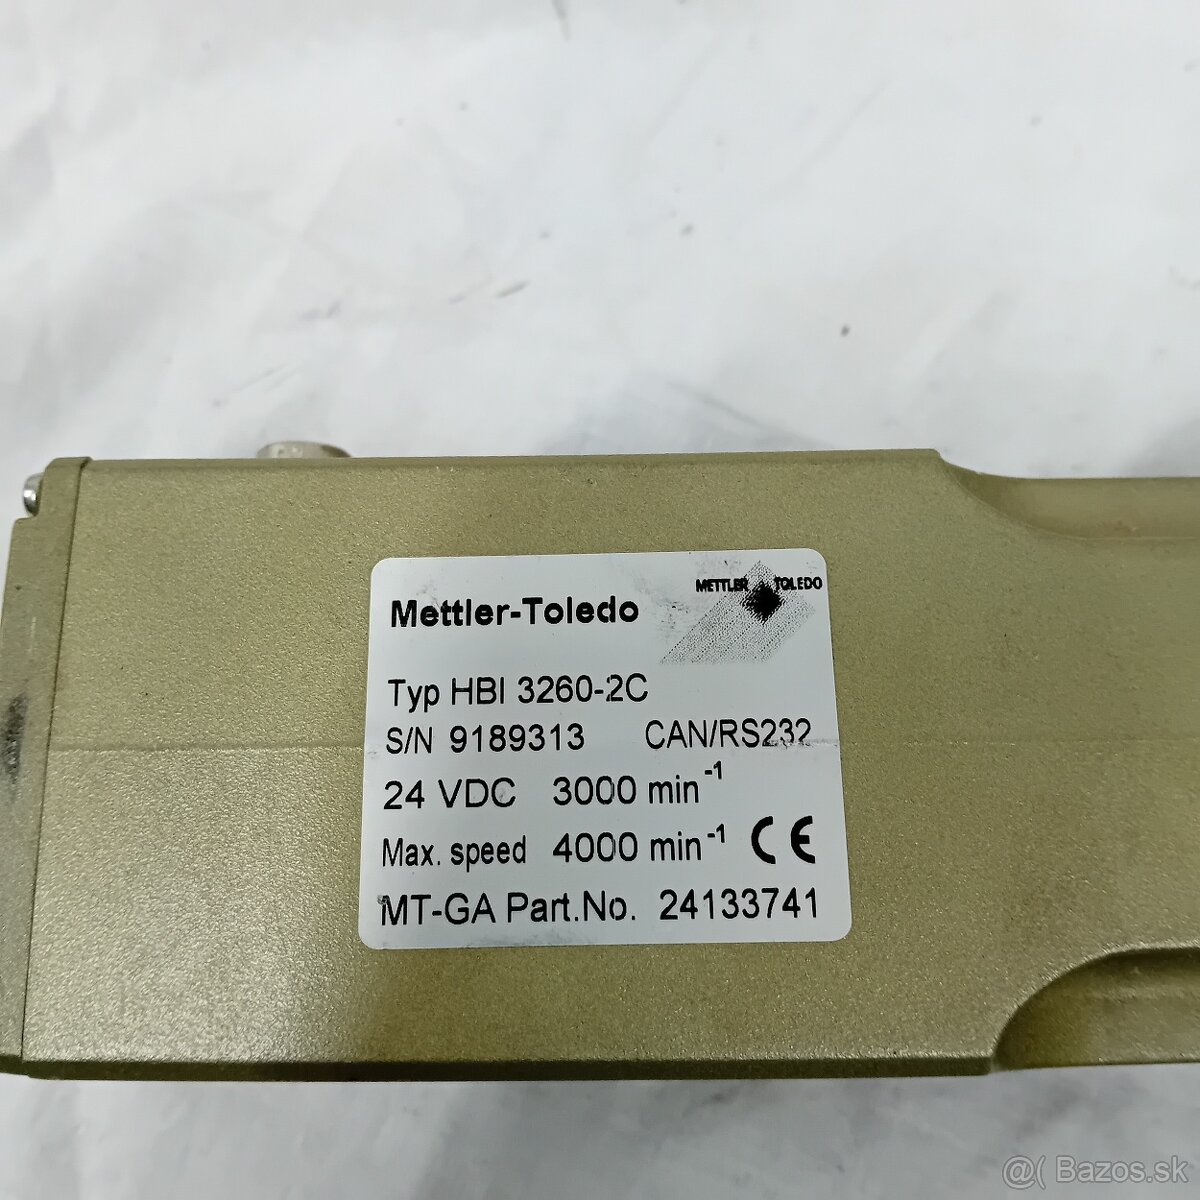 METTLER TOLEDO
Mettler-Toledo
Typ HBI 3260-2C
S/N 9189313 CAN/RS232
24 VDC 3000 min⁻¹
Max. speed 4000 min⁻¹ CE
MT-GA Part.No. 24133741
@( Bazos.sk